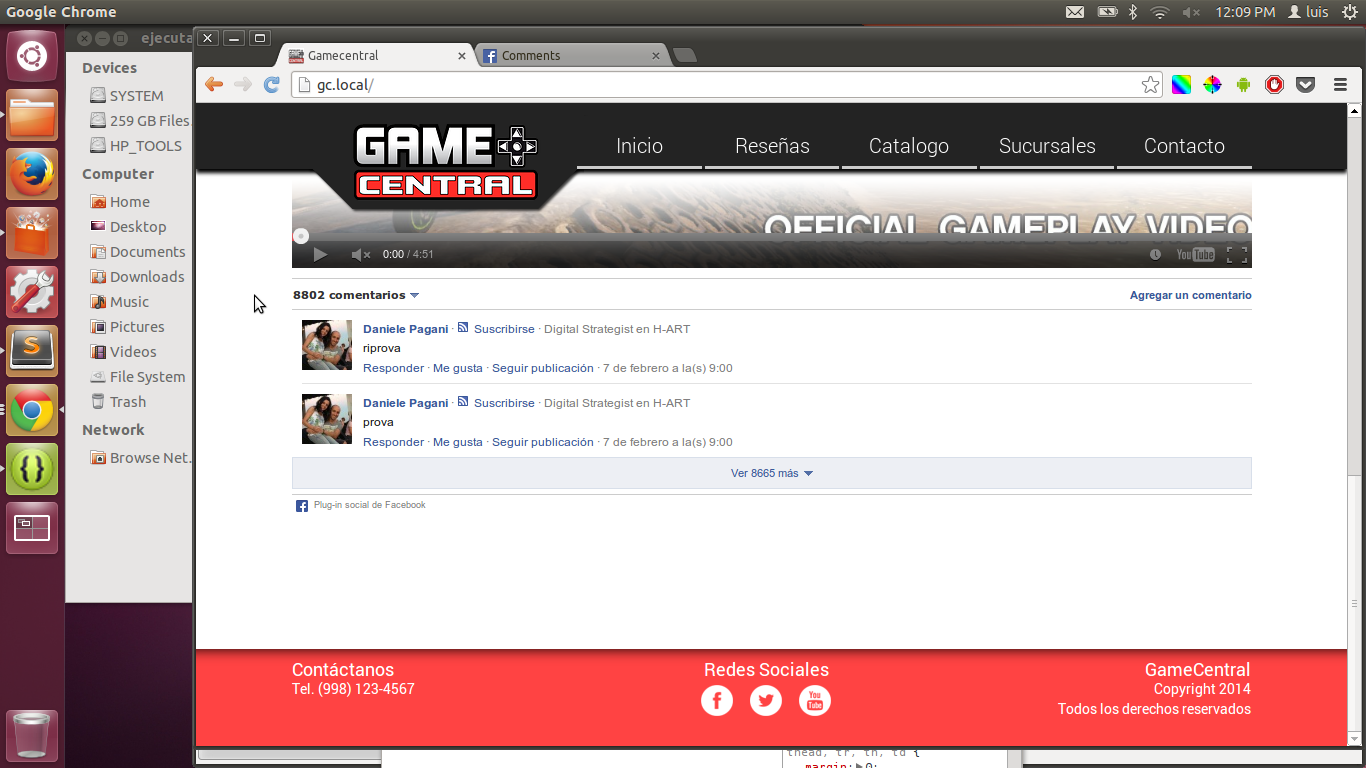 Google Chrome
12:09 PM
luis
ejecuta
Devices
SYSTEM
259 GB Files
HP_TOOLS
Computer
Home
Desktop
Documents
Downloads
Music
Pictures
Videos
File System
Trash
Network
Browse Net.
Gamecentral
Comments
gc.local/
GAME
CENTRAL
Inicio
Reseñas
Catalogo
Sucursales
Contacto
OFFICIAL GAMEPLAY VIDEO
0:00 / 4:51
YouTube
8802 comentarios
Agregar un comentario
Daniele Pagani · Suscribirse · Digital Strategist en H-ART
riprova
Responder · Me gusta · Seguir publicación · 7 de febrero a la(s) 9:00
Daniele Pagani · Suscribirse · Digital Strategist en H-ART
prova
Responder · Me gusta · Seguir publicación · 7 de febrero a la(s) 9:00
Ver 8665 más
Plug-in social de Facebook
Contáctanos
Tel. (998) 123-4567
Redes Sociales
You
Tube
GameCentral
Copyright 2014
Todos los derechos reservados
thead, tr, th, td {
margin: 0;